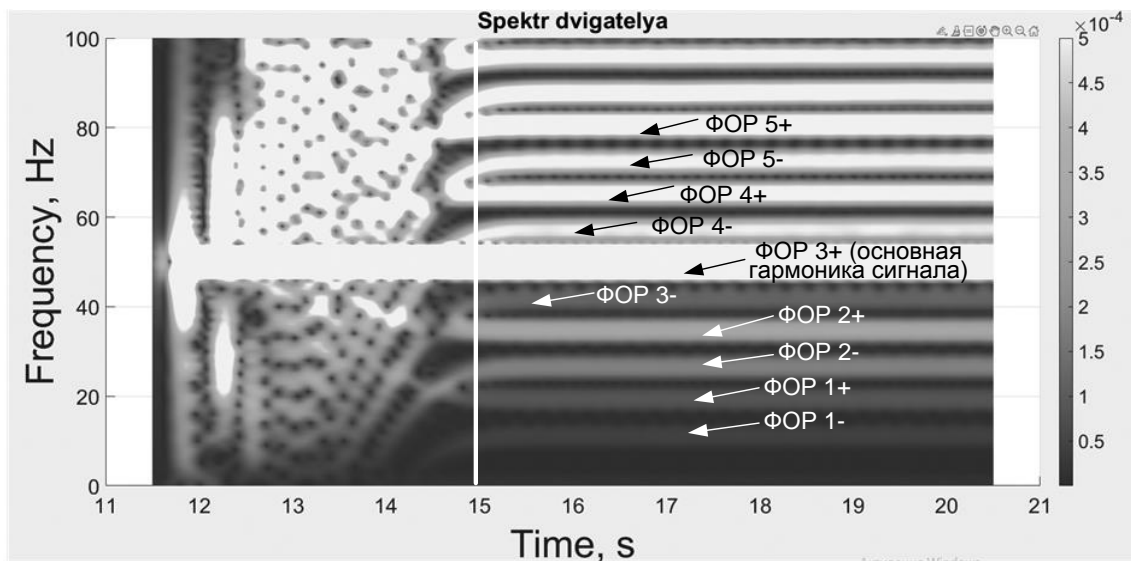 Spektr dvigatelya
×10⁻⁴
100
80
60
40
20
0
Frequency, Hz
ФОР 5+
ФОР 5-
ФОР 4+
ФОР 4-
ФОР 3+ (основная
гармоника сигнала)
ФОР 3-
ФОР 2+
ФОР 2-
ФОР 1+
ФОР 1-
5
4.5
4
3.5
3
2.5
2
1.5
1
0.5
11 12 13 14 15 16 17 18 19 20 21
Time, s